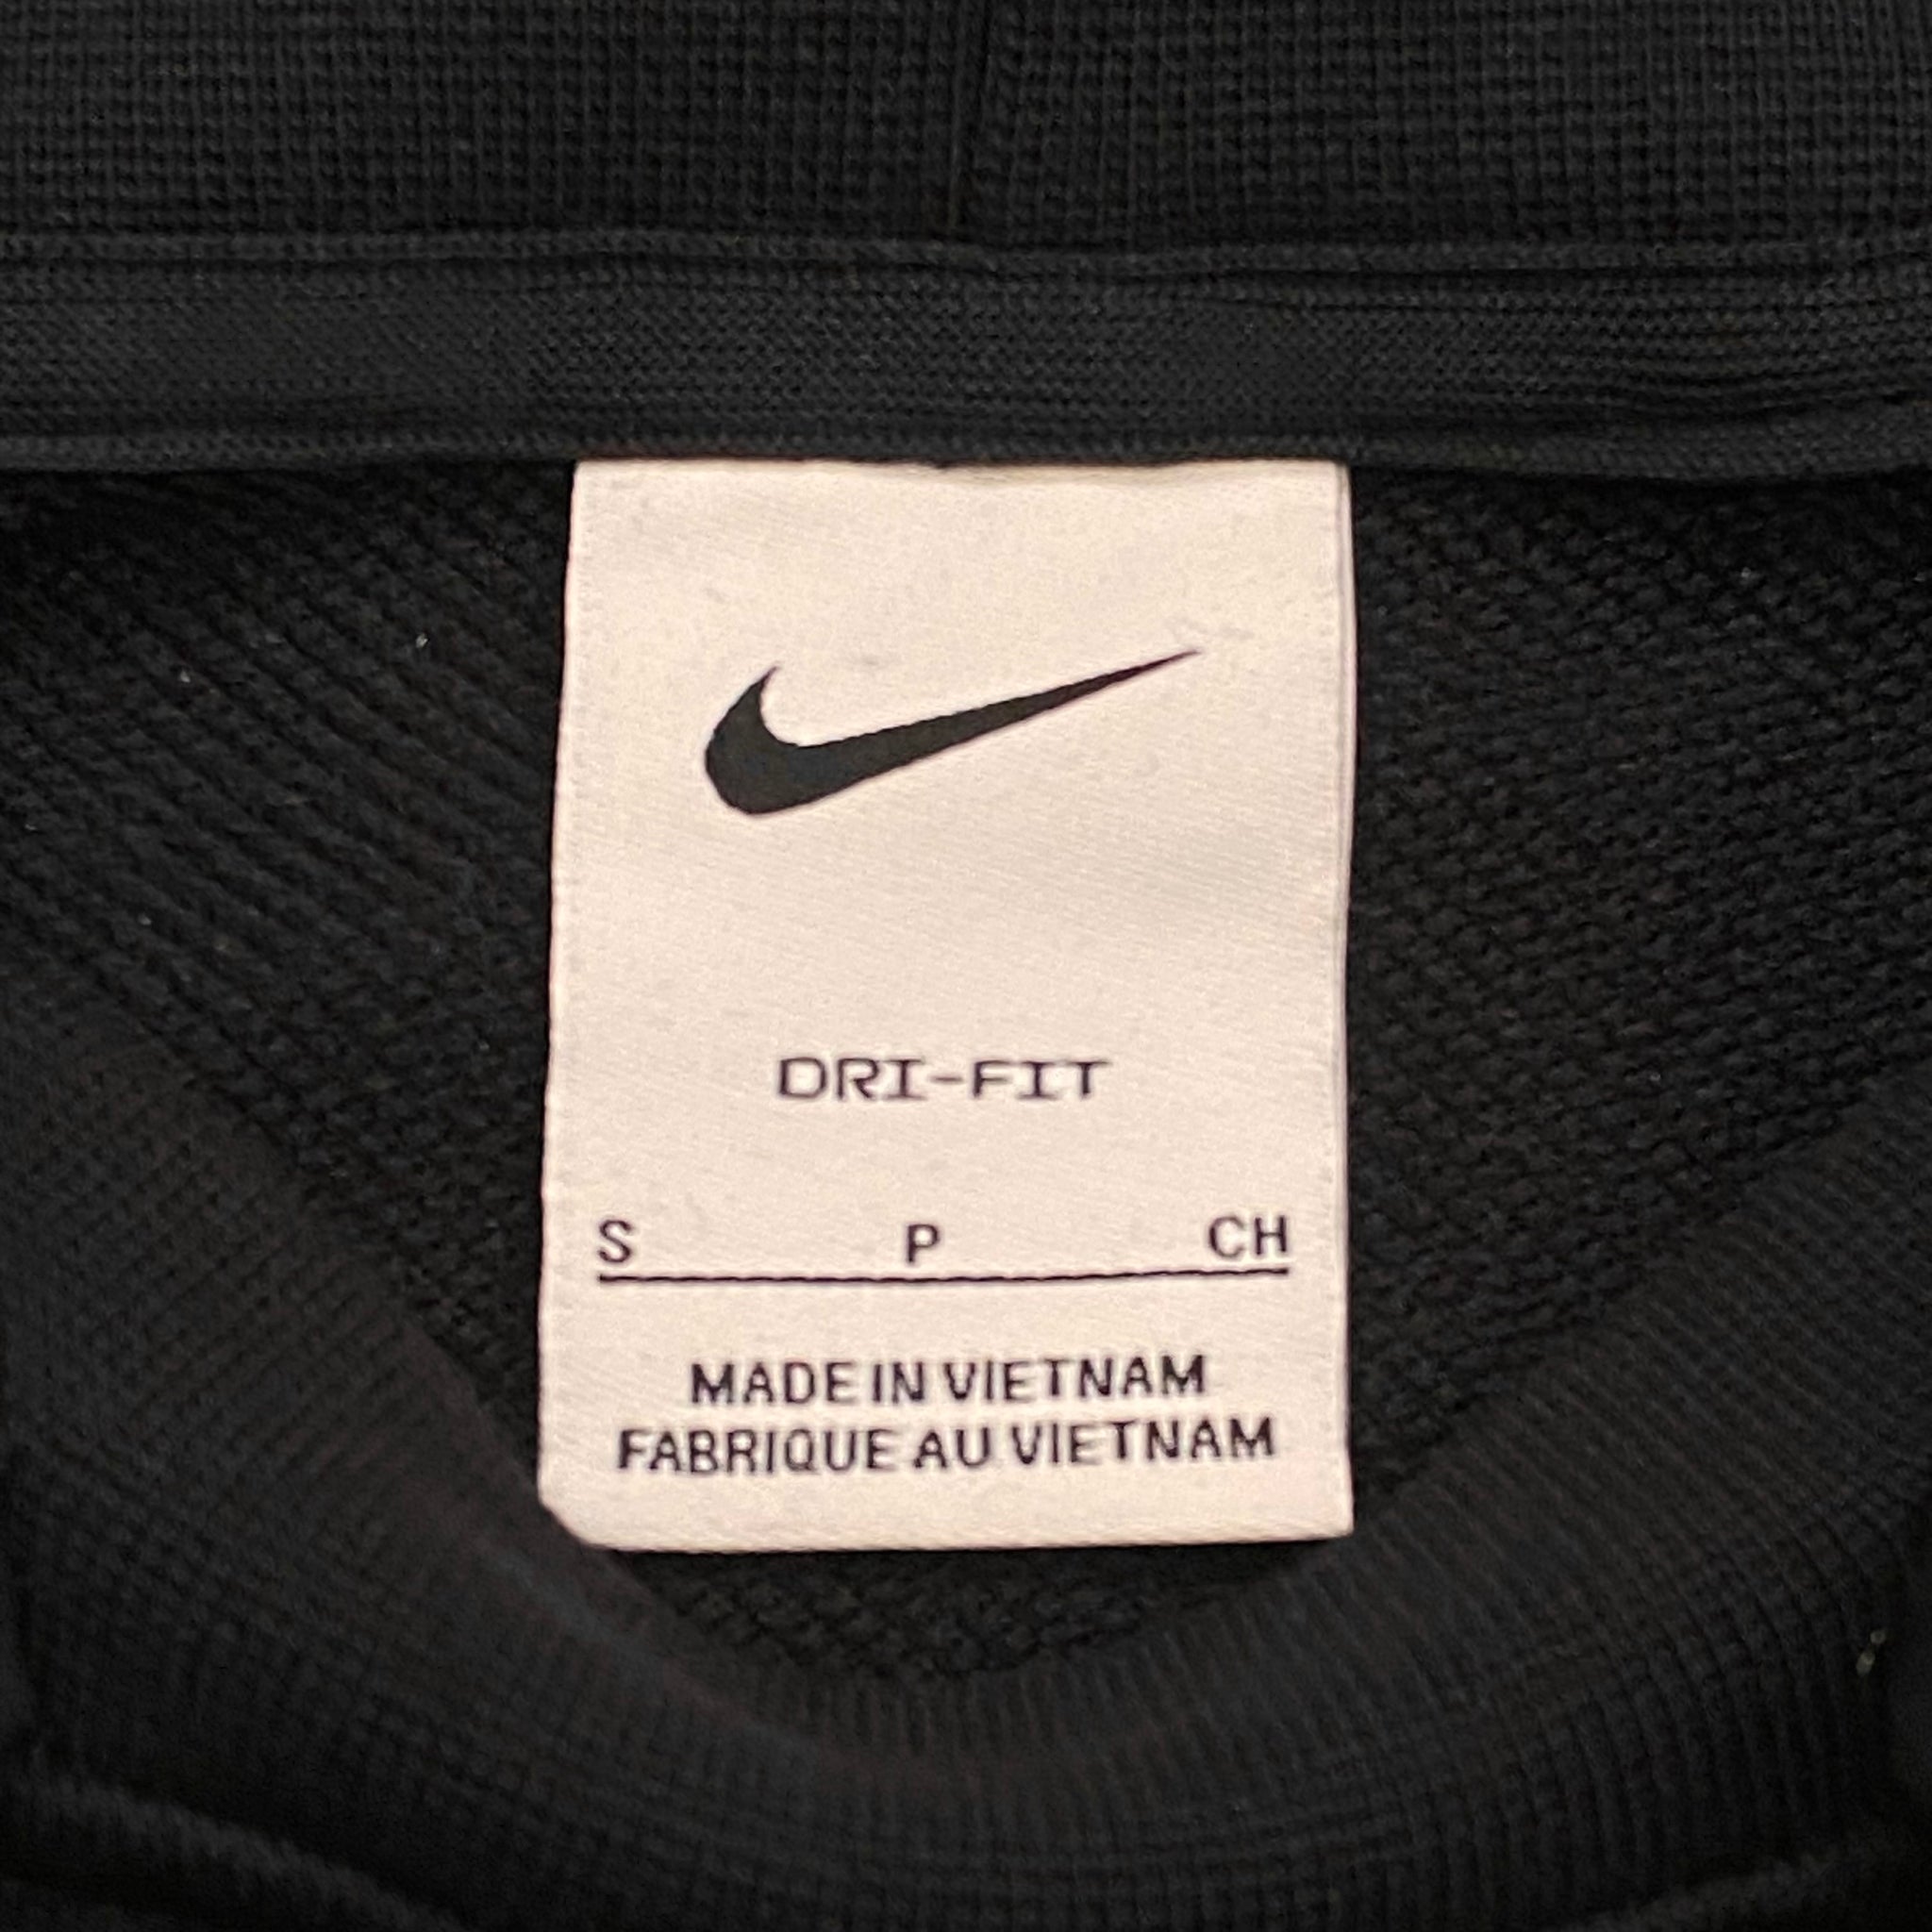 DRI-FIT
S P CH
MADE IN VIETNAM
FABRIQUE AU VIETNAM